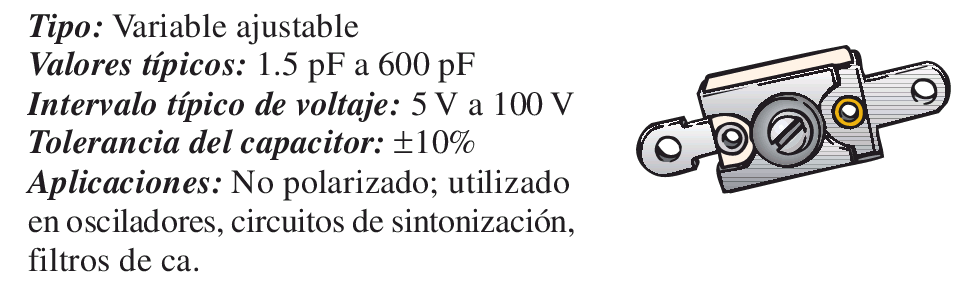 Tipo: Variable ajustable
Valores típicos: 1.5 pF a 600 pF
Intervalo típico de voltaje: 5 V a 100 V
Tolerancia del capacitor: ±10%
Aplicaciones: No polarizado; utilizado
en osciladores, circuitos de sintonización,
filtros de ca.